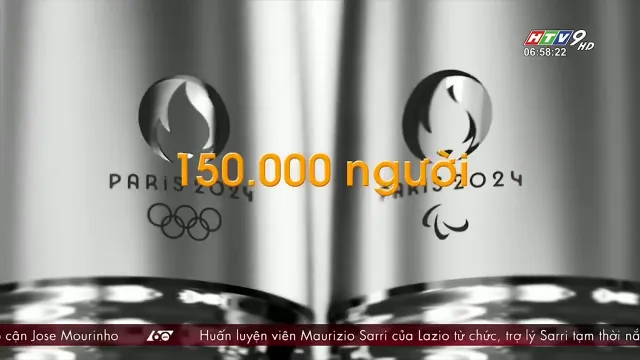 HTV9 HD
06:58:22
150.000 người
PARIS 2024
PARIS 2024
cận Jose Mourinho
60 Huấn luyện viên Maurizio Sarri của Lazio từ chức, trợ lý Sarri tạm thời